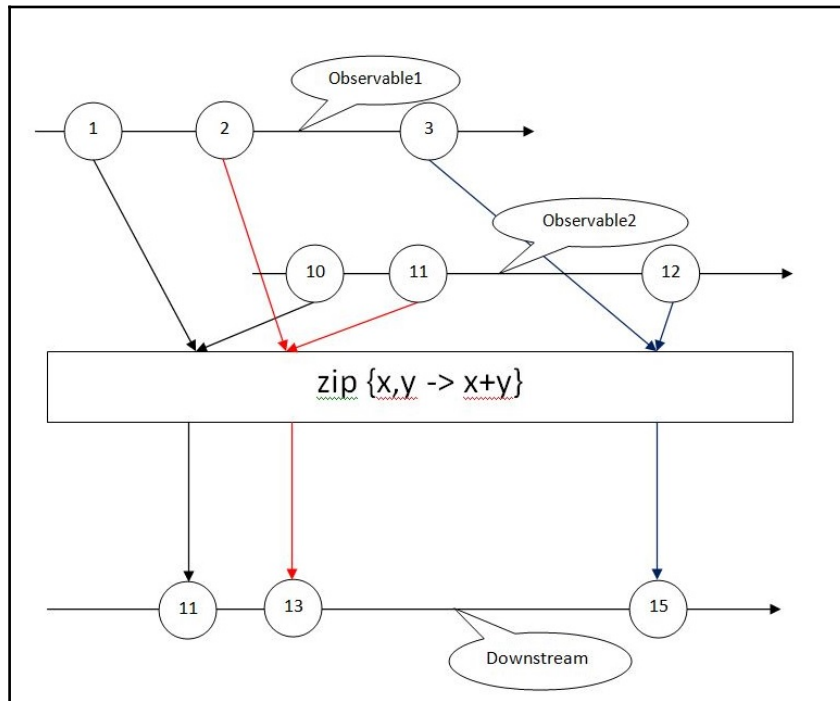 Observable1
1 2 3
Observable2
10 11 12
zip {x,y -> x+y}
11 13 15
Downstream